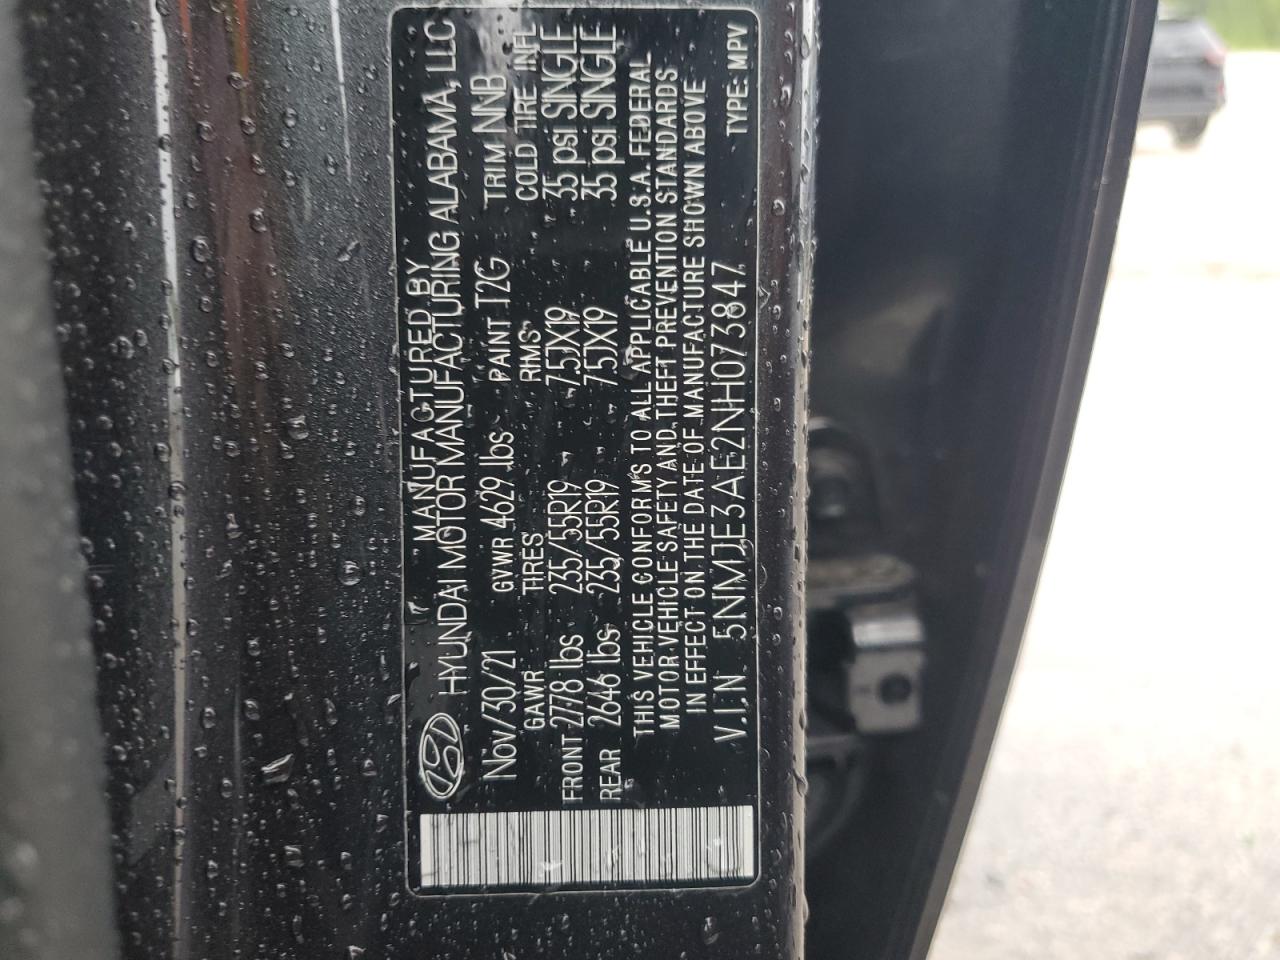 MANUFACTURED BY
HYUNDAI MOTOR MANUFACTURING ALABAMA, LLC
Nov/30/21 GVWR 4629 lbs PAINT T2G TRIM NNB
GAWR TIRES RIMS COLD TIRE INFL
FRONT 2778 lbs 235/55R19 7.5JX19 35 psi SINGLE
REAR 2646 lbs 235/55R19 7.5JX19 35 psi SINGLE
THIS VEHICLE CONFORMS TO ALL APPLICABLE U.S.A. FEDERAL
MOTOR VEHICLE SAFETY AND THEFT PREVENTION STANDARDS
IN EFFECT ON THE DATE OF MANUFACTURE SHOWN ABOVE
V.I.N 5NMJE3AE2NH073847 TYPE: MPV